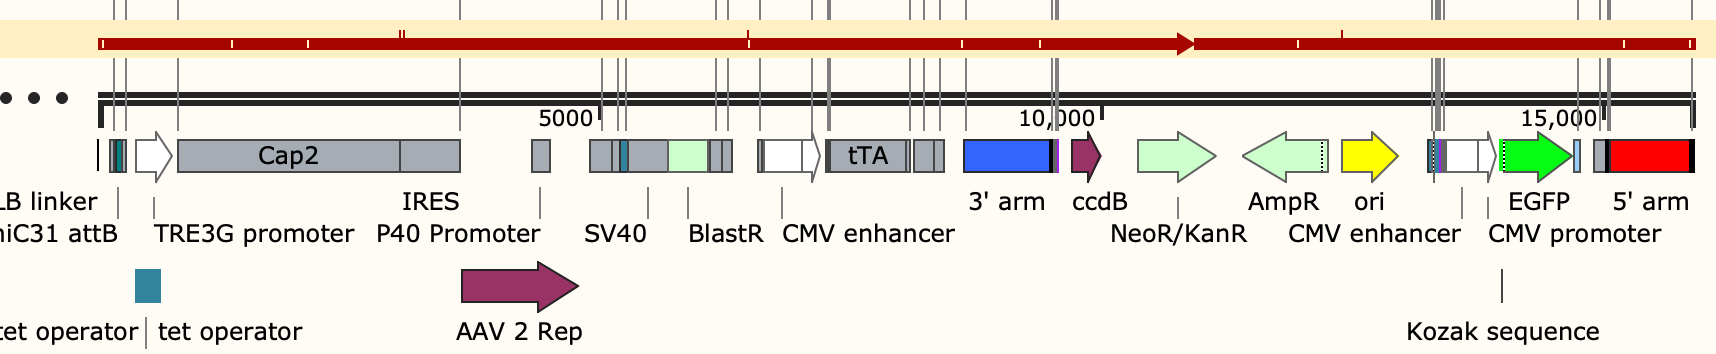 5000
10,000
15,000
Cap2
tTA
LB linker
IRES
3' arm
ccdB
AmpR
ori
EGFP
5' arm
hiC31 attB
TRE3G promoter
P40 Promoter
SV40
BlastR
CMV enhancer
NeoR/KanR
CMV enhancer
CMV promoter
tet operator
tet operator
AAV 2 Rep
Kozak sequence